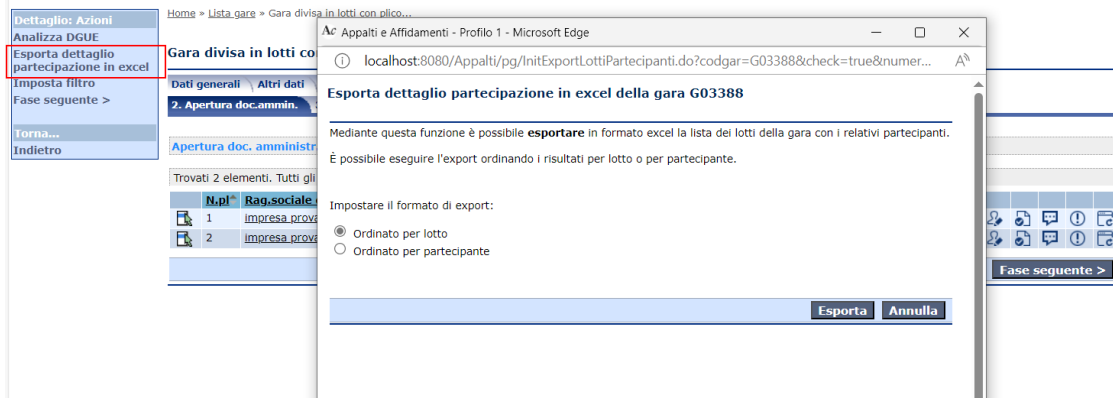 Dettaglio: Azioni
Analizza DGUE
Esporta dettaglio
partecipazione in excel
Imposta filtro
Fase seguente >
Torna...
Indietro
Home » Lista gare » Gara divisa in lotti con plico...
Gara divisa in lotti co
Dati generali Altri dati
2. Apertura doc.ammin.
Apertura doc. amministr
Trovati 2 elementi. Tutti gli
N.pl Rag.sociale
1 impresa prova
2 impresa prova
Fase seguente >
Appalti e Affidamenti - Profilo 1 - Microsoft Edge
localhost:8080/Appalti/pg/InitExportLottiPartecipanti.do?codgar=G03388&check=true&numer...
Esporta dettaglio partecipazione in excel della gara G03388
Mediante questa funzione è possibile esportare in formato excel la lista dei lotti della gara con i relativi partecipanti.
È possibile eseguire l'export ordinando i risultati per lotto o per partecipante.
Impostare il formato di export:
Ordinato per lotto
Ordinato per partecipante
Esporta Annulla